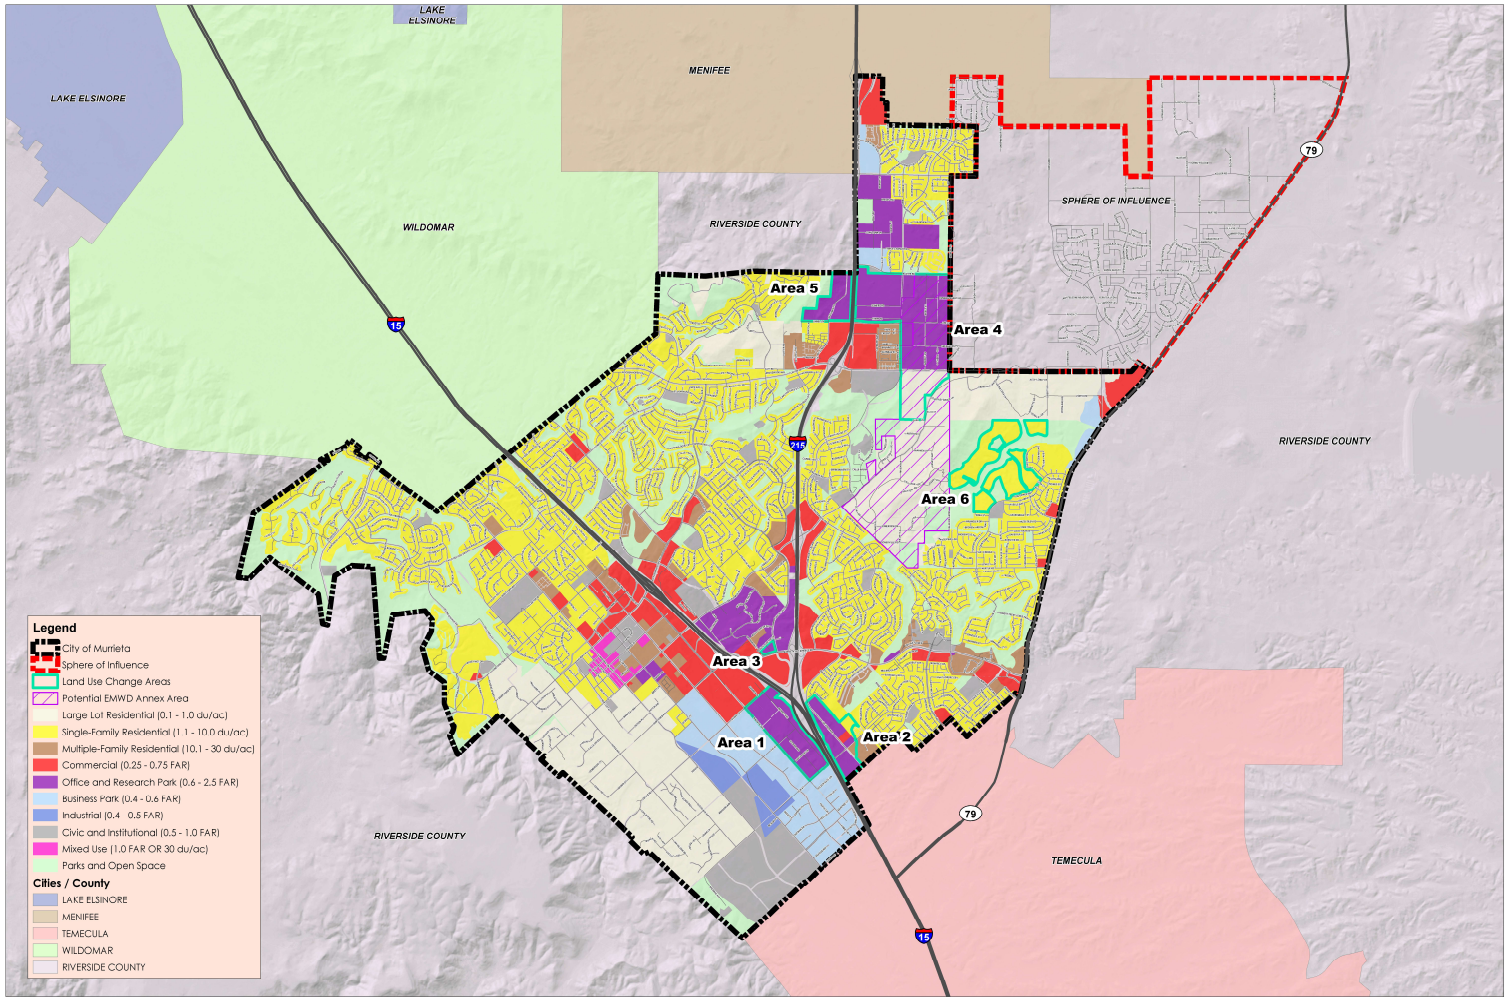 LAKE
ELSINORE
LAKE ELSINORE
MENIFEE
79
SPHERE OF INFLUENCE
RIVERSIDE COUNTY
WILDOMAR
Area 5
15
Area 4
215
RIVERSIDE COUNTY
Area 6
Area 3
Area 1
Area 2
79
RIVERSIDE COUNTY
TEMECULA
15
Legend
City of Murrieta
Sphere of Influence
Land Use Change Areas
Potential EMWD Annex Area
Large Lot Residential (0.1 - 1.0 du/ac)
Single-Family Residential (1.1 - 10.0 du/ac)
Multiple-Family Residential (10.1 - 30 du/ac)
Commercial (0.25 - 0.75 FAR)
Office and Research Park (0.6 - 2.5 FAR)
Business Park (0.4 - 0.6 FAR)
Industrial (0.4 - 0.5 FAR)
Civic and Institutional (0.5 - 1.0 FAR)
Mixed Use (1.0 FAR OR 30 du/ac)
Parks and Open Space
Cities / County
LAKE ELSINORE
MENIFEE
TEMECULA
WILDOMAR
RIVERSIDE COUNTY